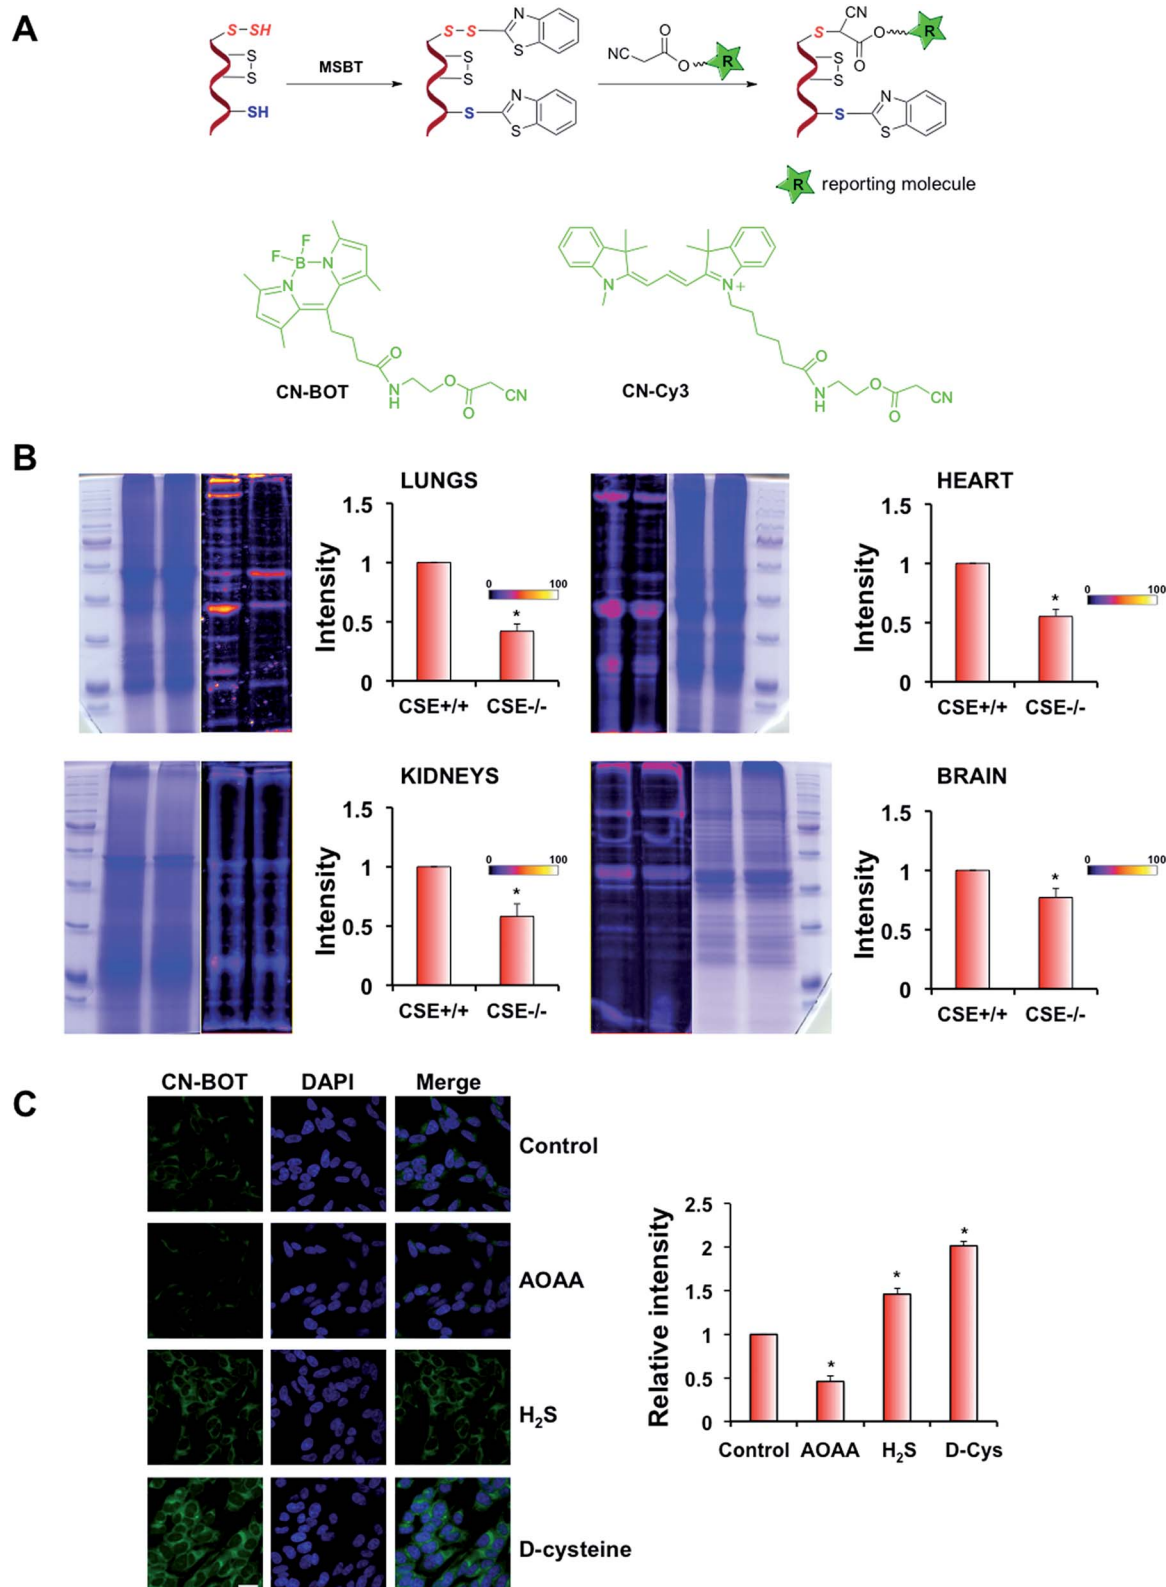 A
S–SH
S
S
SH
MSBT
S–S
N
S
S
S
S
N
S
NC
O
O
R
CN
S
O
R
O
S
S
S
N
S
R reporting molecule
F
F
B
N
N
O
N
H
O
O
CN
CN-BOT
N
N
+
O
N
H
O
O
CN
CN-Cy3
B
LUNGS
Intensity
1.5
1
0.5
0
0 100
*
CSE+/+ CSE-/-
HEART
Intensity
1.5
1
0.5
0
0 100
*
CSE+/+ CSE-/-
KIDNEYS
Intensity
1.5
1
0.5
0
0 100
*
CSE+/+ CSE-/-
BRAIN
Intensity
1.5
1
0.5
0
0 100
*
CSE+/+ CSE-/-
C
CN-BOT DAPI Merge
Control
AOAA
H₂S
D-cysteine
Relative intensity
2.5
2
1.5
1
0.5
0
*
*
*
Control AOAA H₂S D-Cys